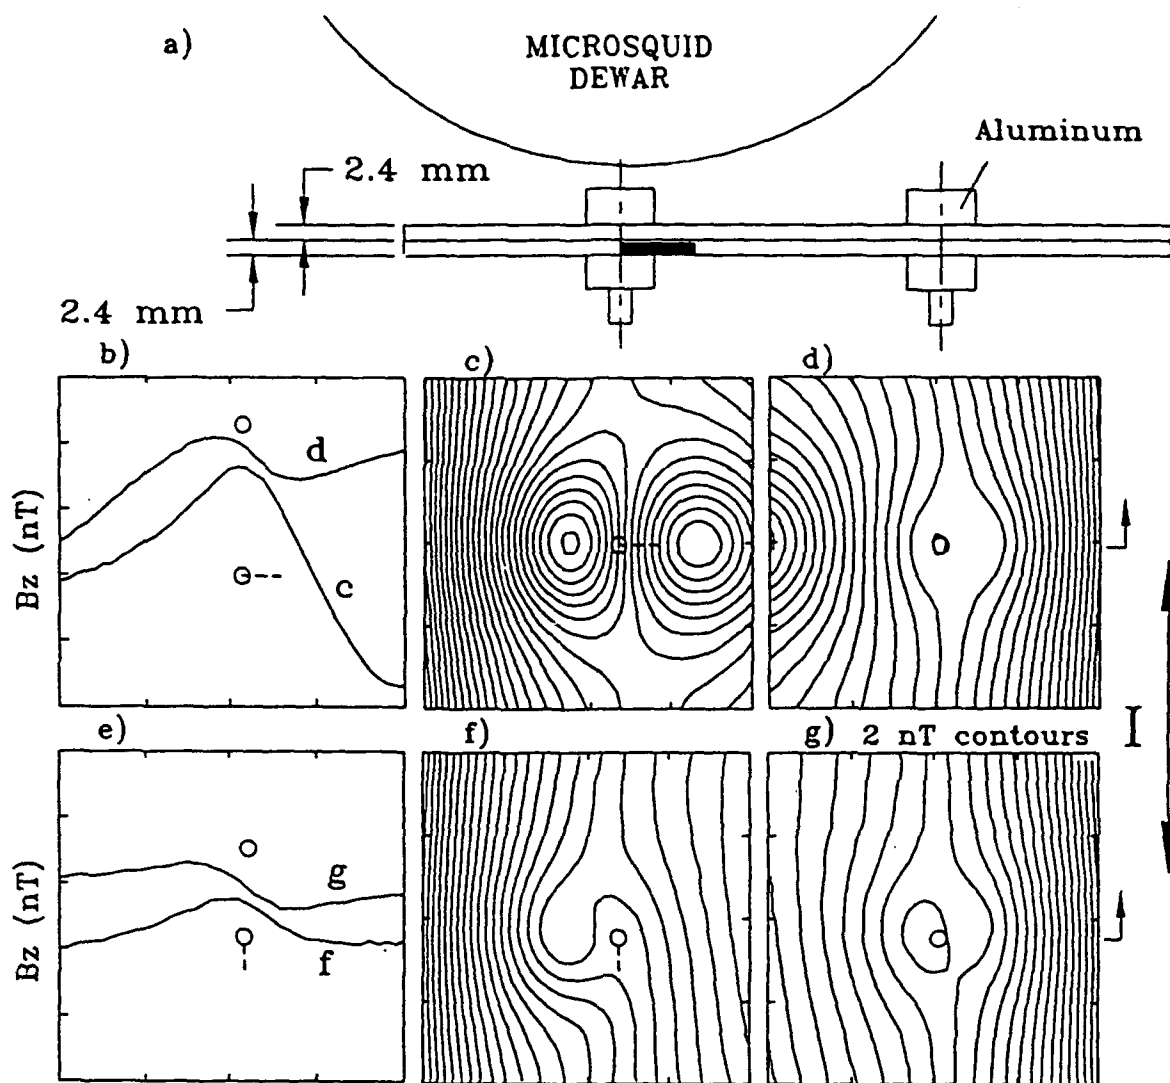 a)
MICROSQUID
DEWAR
Aluminum
2.4 mm
2.4 mm
b)
c)
d)
Bz (nT)
d
c
e)
f)
g) 2 nT contours
I
Bz (nT)
g
f